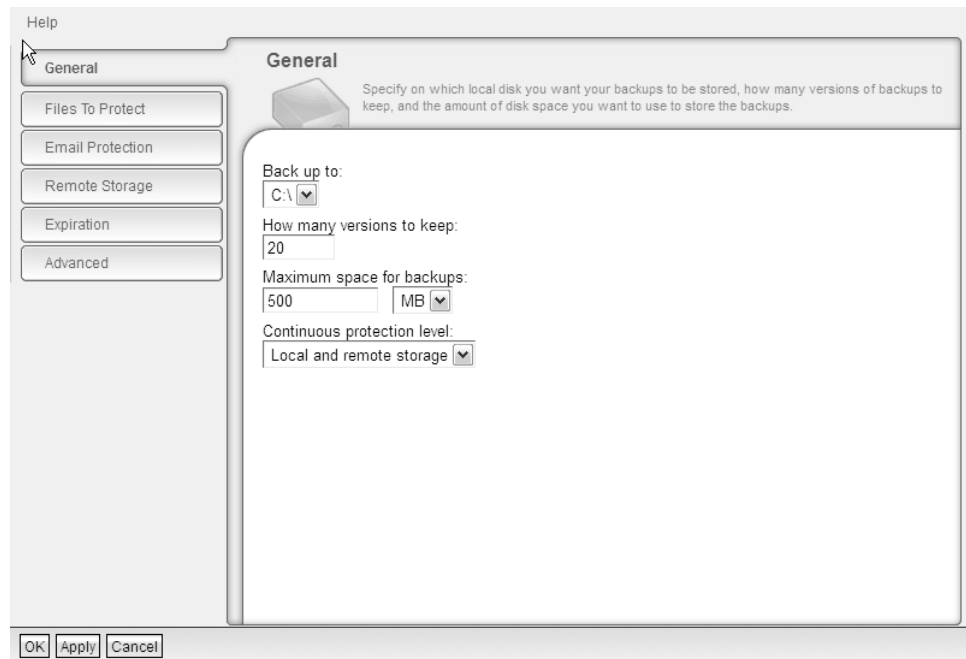 Help
General
Files To Protect
Email Protection
Remote Storage
Expiration
Advanced
General
Specify on which local disk you want your backups to be stored, how many versions of backups to
keep, and the amount of disk space you want to use to store the backups.
Back up to:
C:\
How many versions to keep:
20
Maximum space for backups:
500 MB
Continuous protection level:
Local and remote storage
OK Apply Cancel